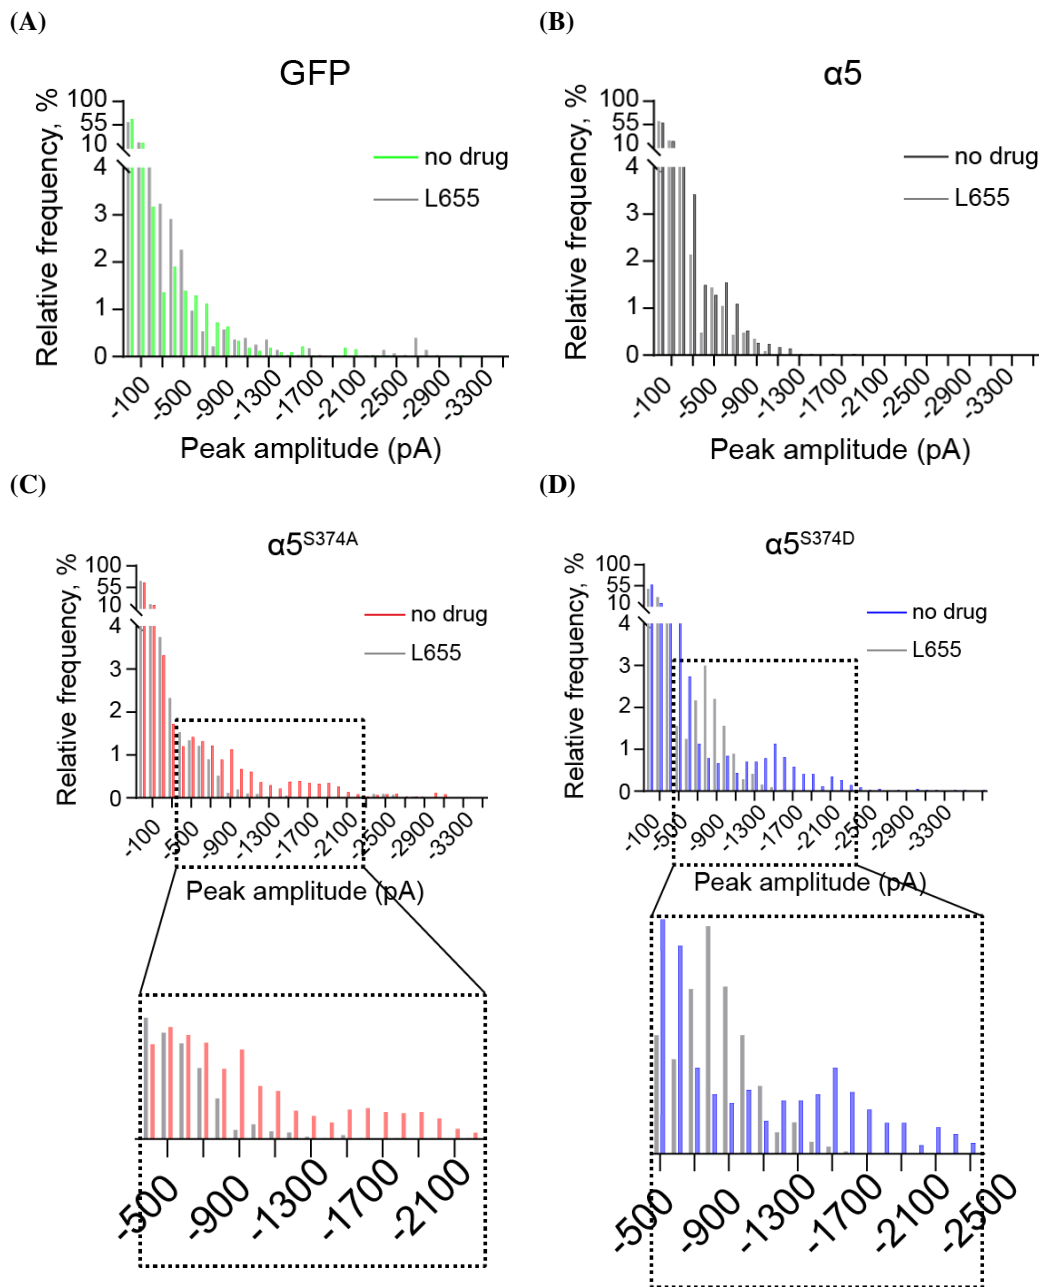 (A)
GFP
Relative frequency, %
100
55
10
4
3
2
1
0
no drug
L655
-100 -500 -900 -1300 -1700 -2100 -2500 -2900 -3300
Peak amplitude (pA)
(B)
α5
Relative frequency, %
100
55
10
4
3
2
1
0
no drug
L655
-100 -500 -900 -1300 -1700 -2100 -2500 -2900 -3300
Peak amplitude (pA)
(C)
α5S374A
Relative frequency, %
100
55
10
4
3
2
1
0
no drug
L655
-100 -500 -900 -1300 -1700 -2100 -2500 -2900 -3300
Peak amplitude (pA)
-500 -900 -1300 -1700 -2100
(D)
α5S374D
Relative frequency, %
100
55
10
4
3
2
1
0
no drug
L655
-100 -500 -900 -1300 -1700 -2100 -2500 -2900 -3300
Peak amplitude (pA)
-500 -900 -1300 -1700 -2100 -2500